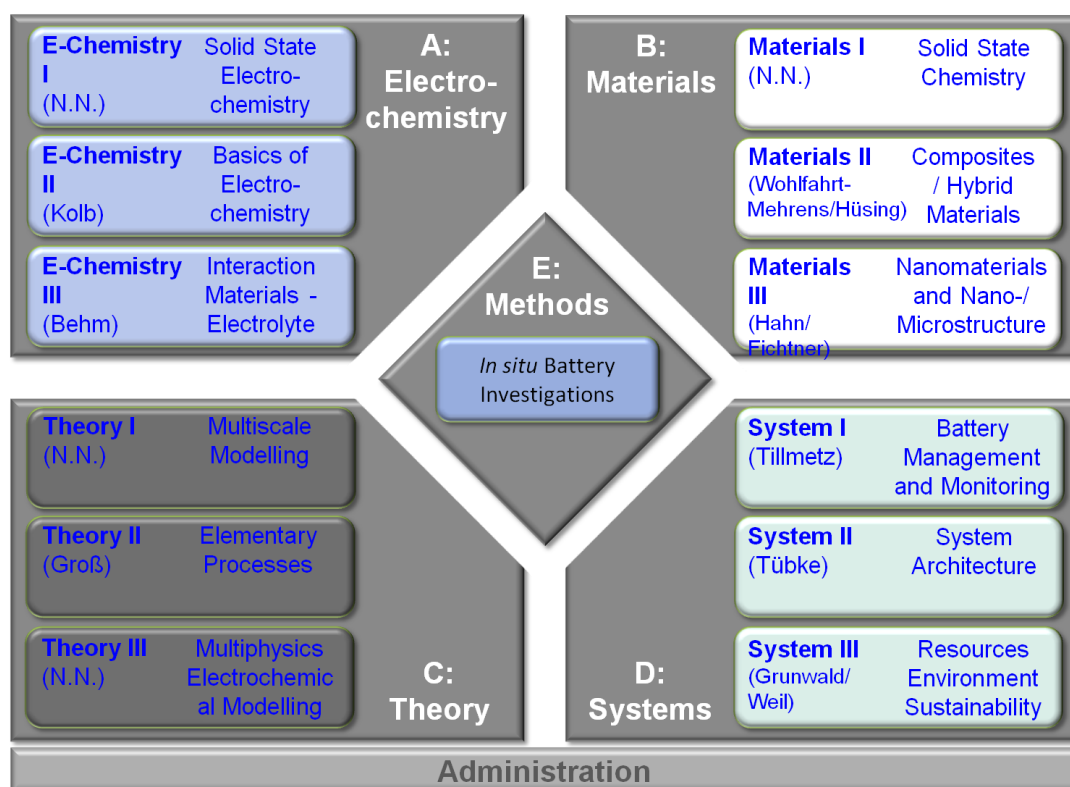 E-Chemistry
I
(N.N.)
Solid State
Electro-
chemistry
E-Chemistry
II
(Kolb)
Basics of
Electro-
chemistry
E-Chemistry
III
(Behm)
Interaction
Materials -
Electrolyte
A:
Electro-
chemistry
B:
Materials
Materials I
(N.N.)
Solid State
Chemistry
Materials II
(Wohlfahrt-
Mehrens/Hüsing)
Composites
/ Hybrid
Materials
Materials
III
(Hahn/
Fichtner)
Nanomaterials
and Nano-/
Microstructure
E:
Methods
In situ Battery
Investigations
Theory I
(N.N.)
Multiscale
Modelling
Theory II
(Groß)
Elementary
Processes
Theory III
(N.N.)
Multiphysics
Electrochemic
al Modelling
C:
Theory
D:
Systems
System I
(Tillmetz)
Battery
Management
and Monitoring
System II
(Tübke)
System
Architecture
System III
(Grunwald/
Weil)
Resources
Environment
Sustainability
Administration